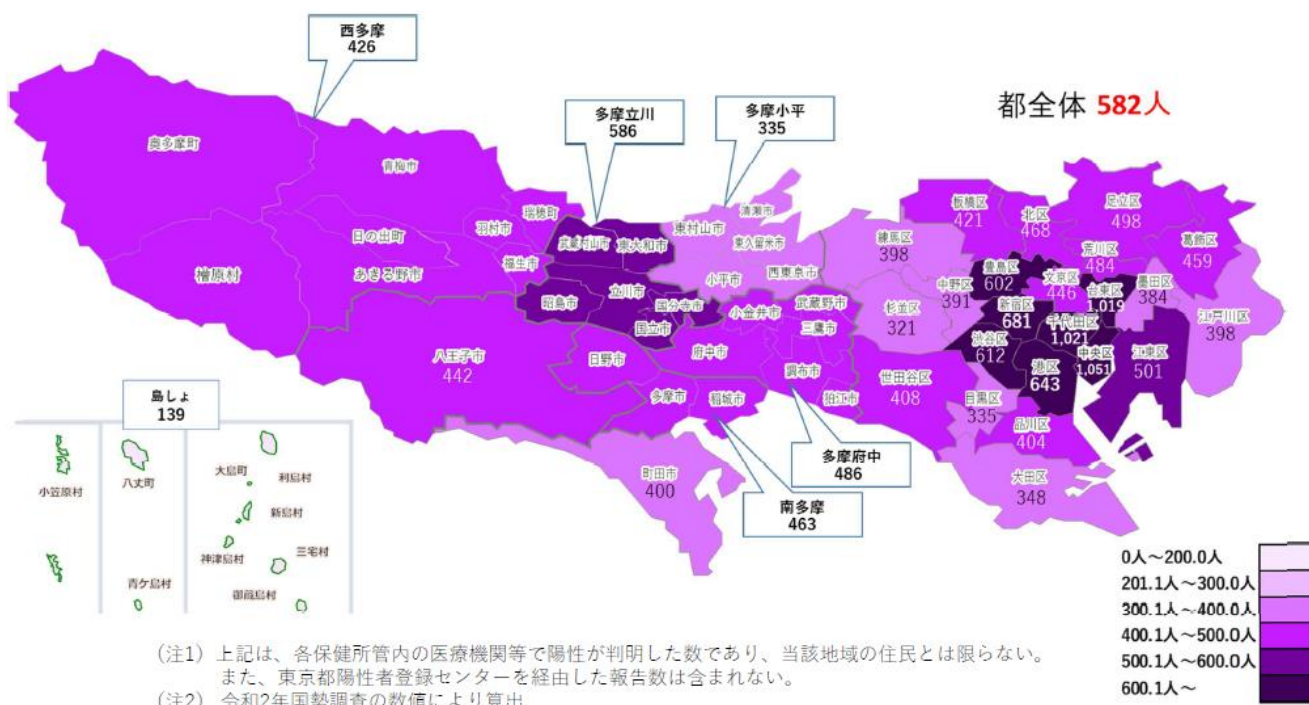 西多摩
426
多摩立川
586
多摩小平
335
都全体 582人
奥多摩町
青梅市
瑞穂町
羽村市
日の出町
福生市
檜原村
あきる野市
武蔵村山市
東大和市
東村山市
清瀬市
東久留米市
小平市
西東京市
昭島市
立川市
国分寺市
国立市
小金井市
武蔵野市
三鷹市
八王子市
442
日野市
府中市
調布市
多摩市
稲城市
狛江市
町田市
400
多摩府中
486
南多摩
463
板橋区
421
北区
468
足立区
498
葛飾区
459
練馬区
398
豊島区
602
文京区
446
荒川区
484
台東区
1,019
墨田区
384
中野区
391
杉並区
321
新宿区
681
千代田区
1,021
江戸川区
398
渋谷区
612
中央区
1,051
江東区
501
港区
643
世田谷区
408
目黒区
335
品川区
404
大田区
348
島しょ
139
小笠原村
八丈町
青ケ島村
大島町
利島村
新島村
神津島村
三宅村
御蔵島村
0人～200.0人
201.1人～300.0人
300.1人～400.0人
400.1人～500.0人
500.1人～600.0人
600.1人～
(注1) 上記は、各保健所管内の医療機関等で陽性が判明した数であり、当該地域の住民とは限らない。
また、東京都陽性者登録センターを経由した報告数は含まれない。
(注2) 令和2年国勢調査の数値により算出